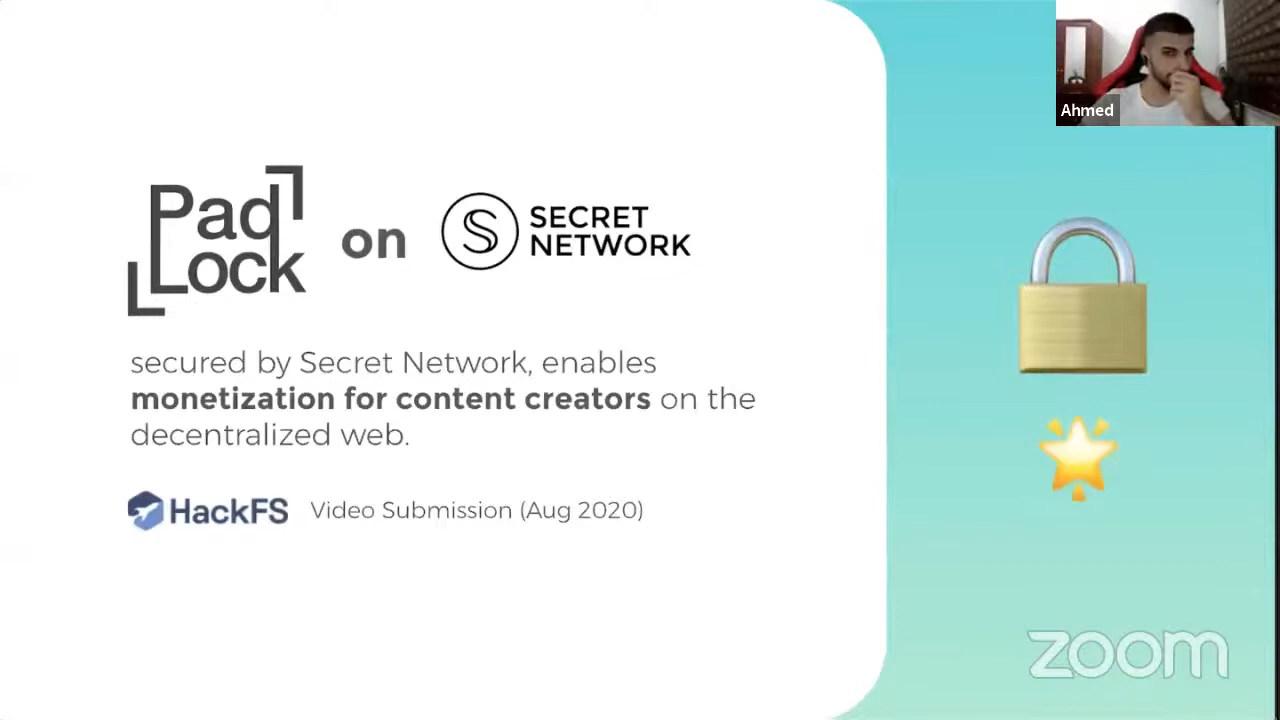 Ahmed
Pad
Lock
on
SECRET
NETWORK
secured by Secret Network, enables
monetization for content creators on the
decentralized web.
HackFS Video Submission (Aug 2020)
zoom